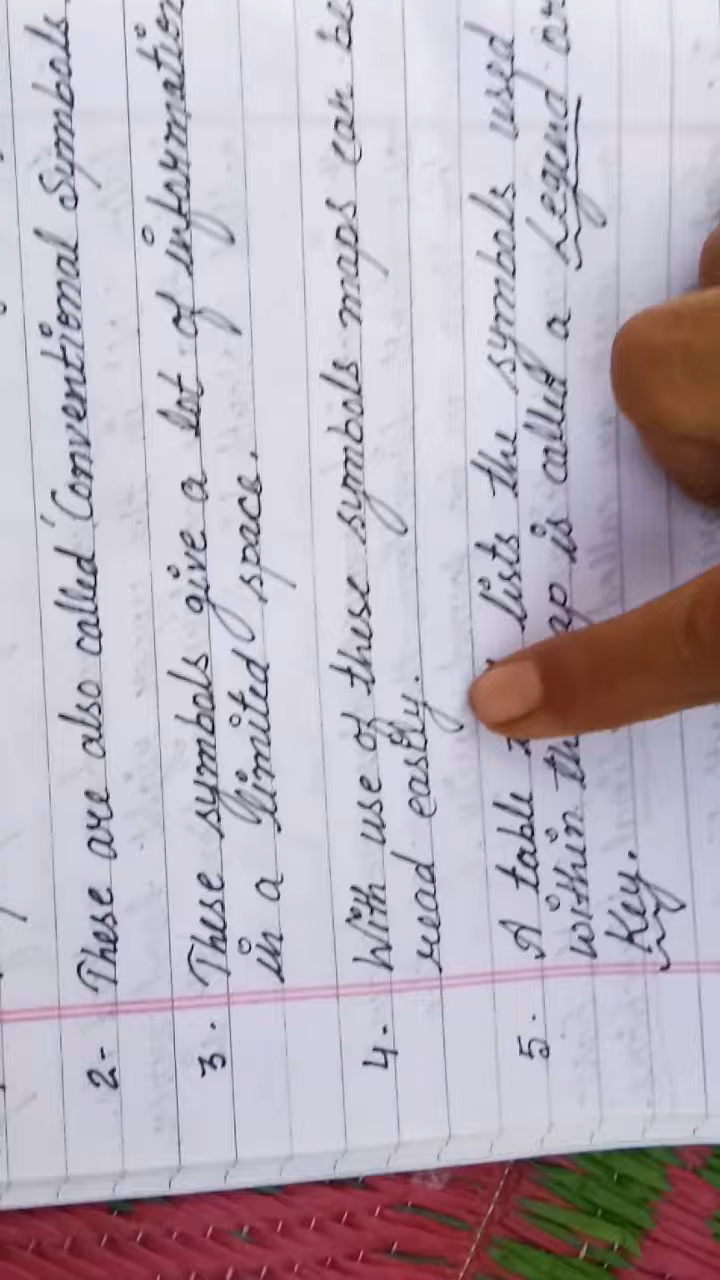 2- These are also called 'Conventional Symbols
3. These symbols give a lot of information
in a limited space.
4. With use of these symbols maps can be
read easily.
5. A table lists the symbols used
within is called a Legend or
Key.